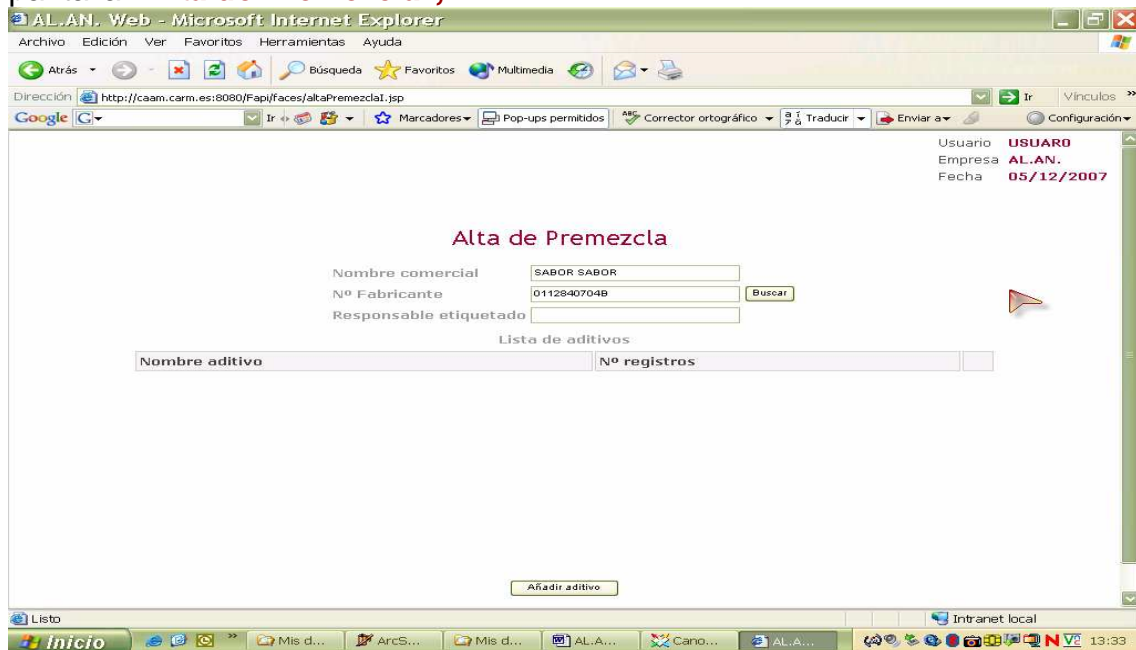 AL.AN. Web - Microsoft Internet Explorer
Archivo Edición Ver Favoritos Herramientas Ayuda
Atrás Búsqueda Favoritos Multimedia
Dirección http://caam.carm.es:8080/Fapi/faces/altaPremezclaI.jsp Ir Vínculos »
Google G Ir Marcadores Pop-ups permitidos Corrector ortográfico Traducir Enviar a Configuración
Usuario USUARO
Empresa AL.AN.
Fecha 05/12/2007
Alta de Premezcla
Nombre comercial SABOR SABOR
Nº Fabricante 0112840704B Buscar
Responsable etiquetado
Lista de aditivos
Nombre aditivo Nº registros
Añadir aditivo
Listo Intranet local
Inicio » Mis d... ArcS... Mis d... AL.A... Cano... AL.A... 13:33